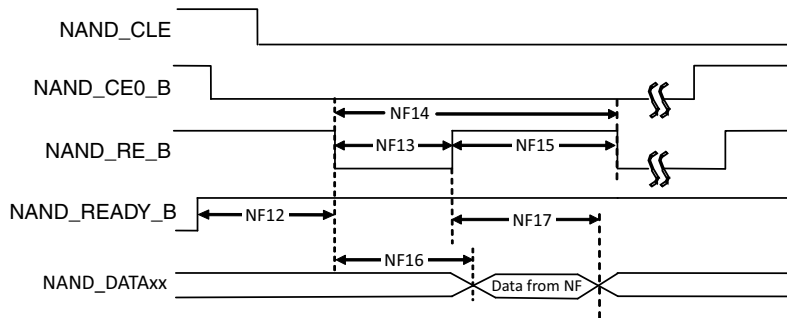 NAND_CLE
NAND_CE0_B
NF14
NAND_RE_B
NF13
NF15
NAND_READY_B
NF12
NF17
NF16
NAND_DATAxx
Data from NF